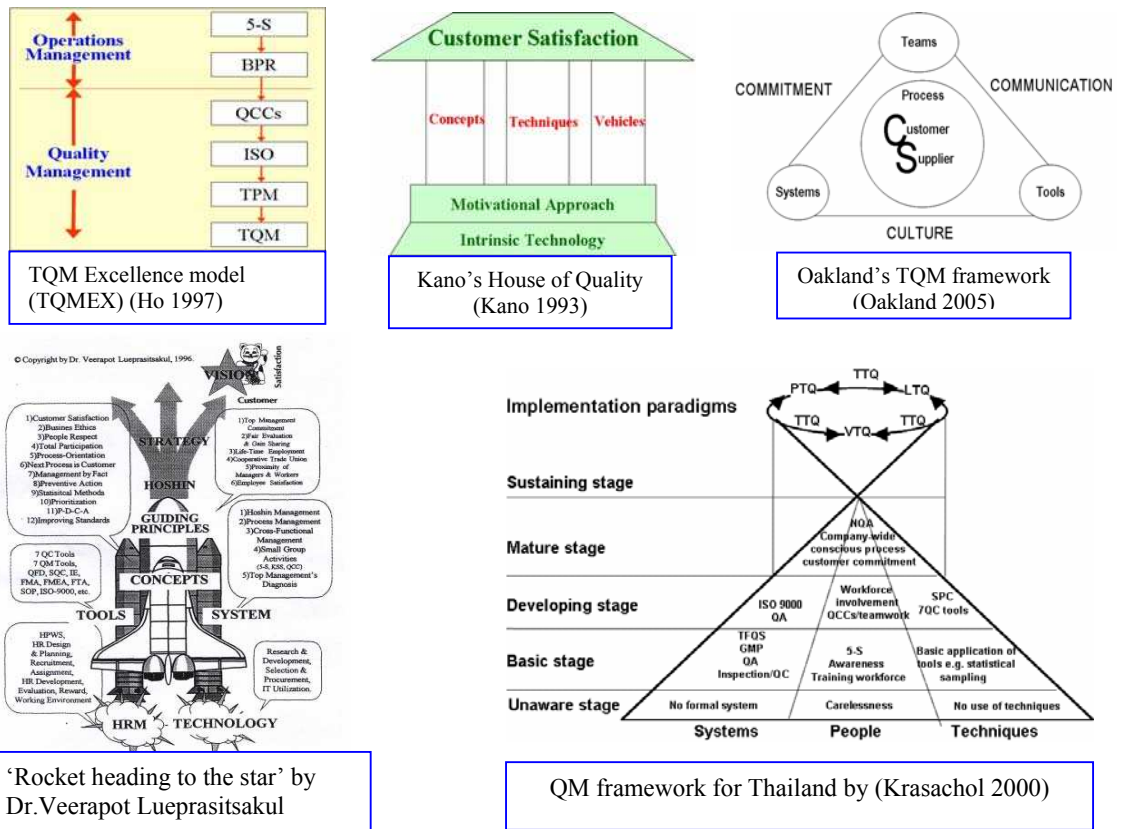 Operations
Management
Quality
Management
5-S
BPR
QCCs
ISO
TPM
TQM
TQM Excellence model
(TQMEX) (Ho 1997)
Customer Satisfaction
Concepts
Techniques
Vehicles
Motivational Approach
Intrinsic Technology
Kano's House of Quality
(Kano 1993)
Teams
COMMITMENT
COMMUNICATION
Process
Customer
Supplier
Systems
Tools
CULTURE
Oakland's TQM framework
(Oakland 2005)
© Copyright by Dr. Veerapot Lueprasitsakul, 1996.
VISION
Satisfaction
Customer
STRATEGY
HOSHIN
1)Customer Satisfaction
2)Busines Ethics
3)People Respect
4)Total Participation
5)Process-Orientation
6)Next Process is Customer
7)Management by Fact
8)Preventive Action
9)Statisitcal Methods
10)Prioritization
11)P-D-C-A
12)Improving Standards
1)Top Management
Commitment
2)Fair Evaluation
& Gain Sharing
3)Life-Time Employment
4)Cooperative Trade Union
5)Proximity of
Managers & Workers
6)Employee Satisfaction
GUIDING
PRINCIPLES
1)Hoshin Management
2)Process Management
3)Cross-Functional
Management
4)Small Group
Activities
(5-S, KSS, QCC)
5)Top Management's
Diagnosis
7 QC Tools
7 QM Tools,
QFD, SQC, IE,
FMA, FMEA, FTA,
SOP, ISO-9000, etc.
CONCEPTS
TOOLS
SYSTEM
HPWS,
HR Design
& Planning,
Recruitment,
Assignment,
HR Development,
Evaluation, Reward,
Working Environment
Research &
Development,
Selection &
Procurement,
IT Utilization.
HRM
TECHNOLOGY
'Rocket heading to the star' by
Dr.Veerapot Lueprasitsakul
Implementation paradigms
TTQ
PTQ
LTQ
TTQ
TTQ
VTQ
Sustaining stage
Mature stage
NQA
Company-wide
conscious process
customer commitment
Developing stage
ISO 9000
QA
Workforce
involvement
QCCs/teamwork
SPC
7QC tools
Basic stage
TFQS
GMP
QA
Inspection/QC
5-S
Awareness
Training workforce
Basic application of
tools e.g. statistical
sampling
Unaware stage
No formal system
Carelessness
No use of techniques
Systems
People
Techniques
QM framework for Thailand by (Krasachol 2000)